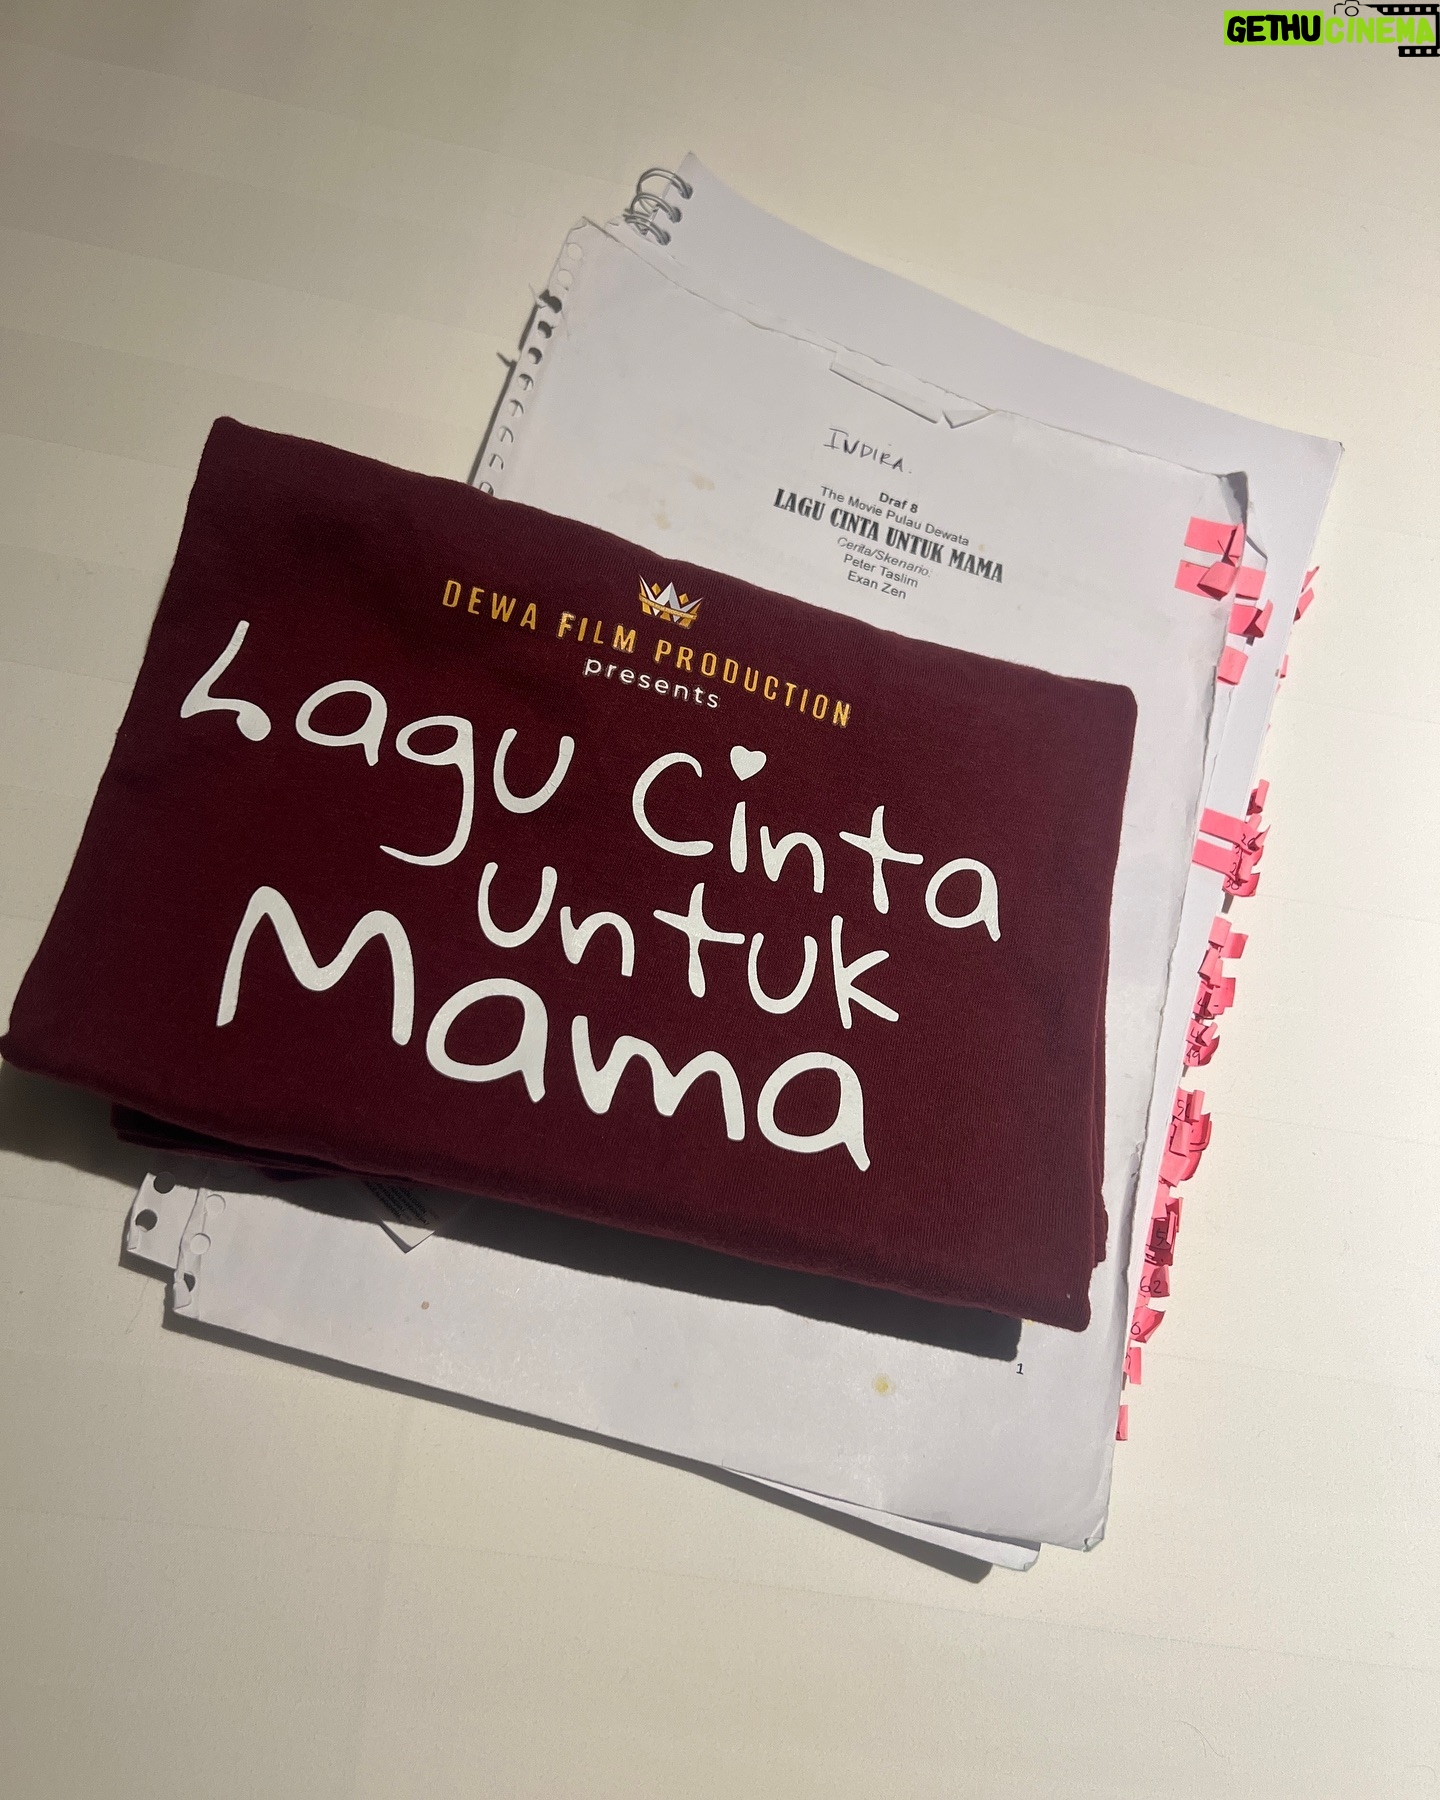 GETHUCINEMA
INDIRA.
Draf 8
The Movie Pulau Dewata
LAGU CINTA UNTUK MAMA
Cerita/Skenario:
Peter Taslim
Exan Zen
DEWA FILM PRODUCTION
presents
Lagu Cinta
untuk
Mama
62
1